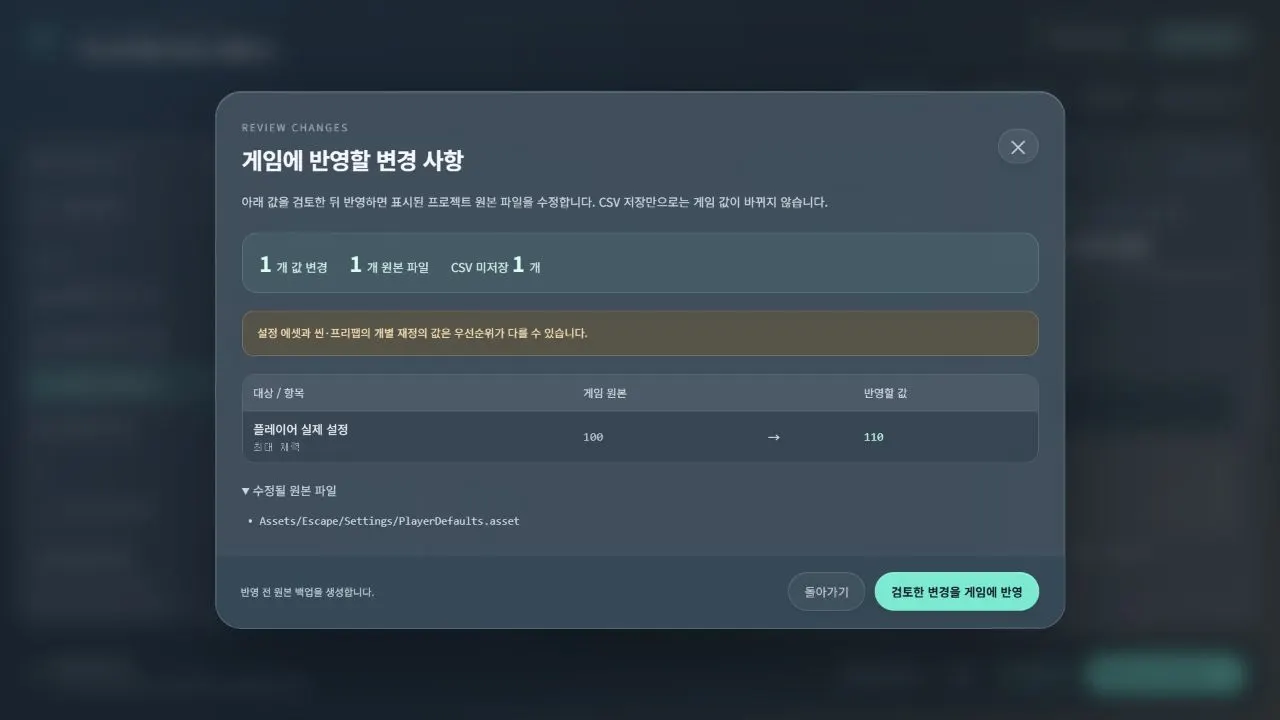 REVIEW CHANGES
게임에 반영할 변경 사항
아래 값을 검토한 뒤 반영하면 표시된 프로젝트 원본 파일을 수정합니다. CSV 저장만으로는 게임 값이 바뀌지 않습니다.
1 개 값 변경 1 개 원본 파일 CSV 미저장 1 개
설정 에셋과 씬·프리팹의 개별 재정의 값은 우선순위가 다를 수 있습니다.
대상 / 항목 게임 원본 반영할 값
플레이어 실제 설정
최대 체력
100 → 110
▼ 수정될 원본 파일
• Assets/Escape/Settings/PlayerDefaults.asset
반영 전 원본 백업을 생성합니다.
돌아가기 검토한 변경을 게임에 반영